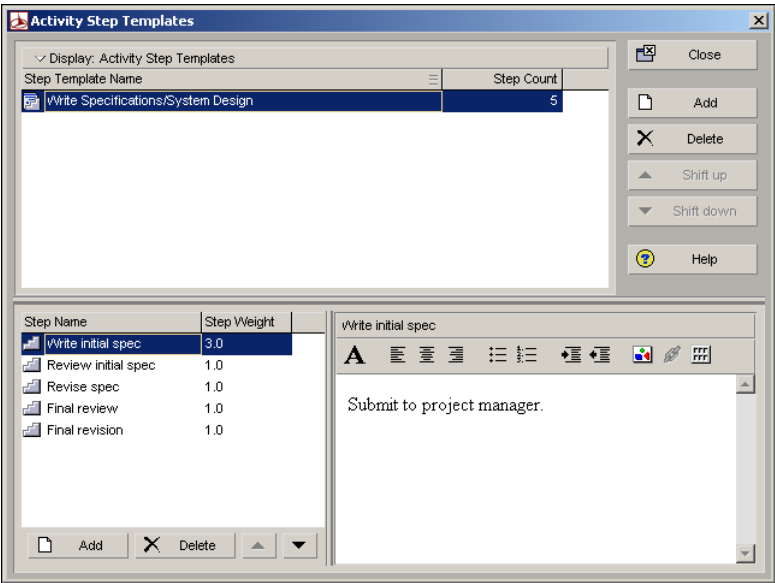 Activity Step Templates
Display: Activity Step Templates
Step Template Name Step Count
Write Specifications/System Design 5
Close
Add
Delete
Shift up
Shift down
Help
Step Name Step Weight
Write initial spec 3.0
Review initial spec 1.0
Revise spec 1.0
Final review 1.0
Final revision 1.0
Add Delete
Write initial spec
A
Submit to project manager.